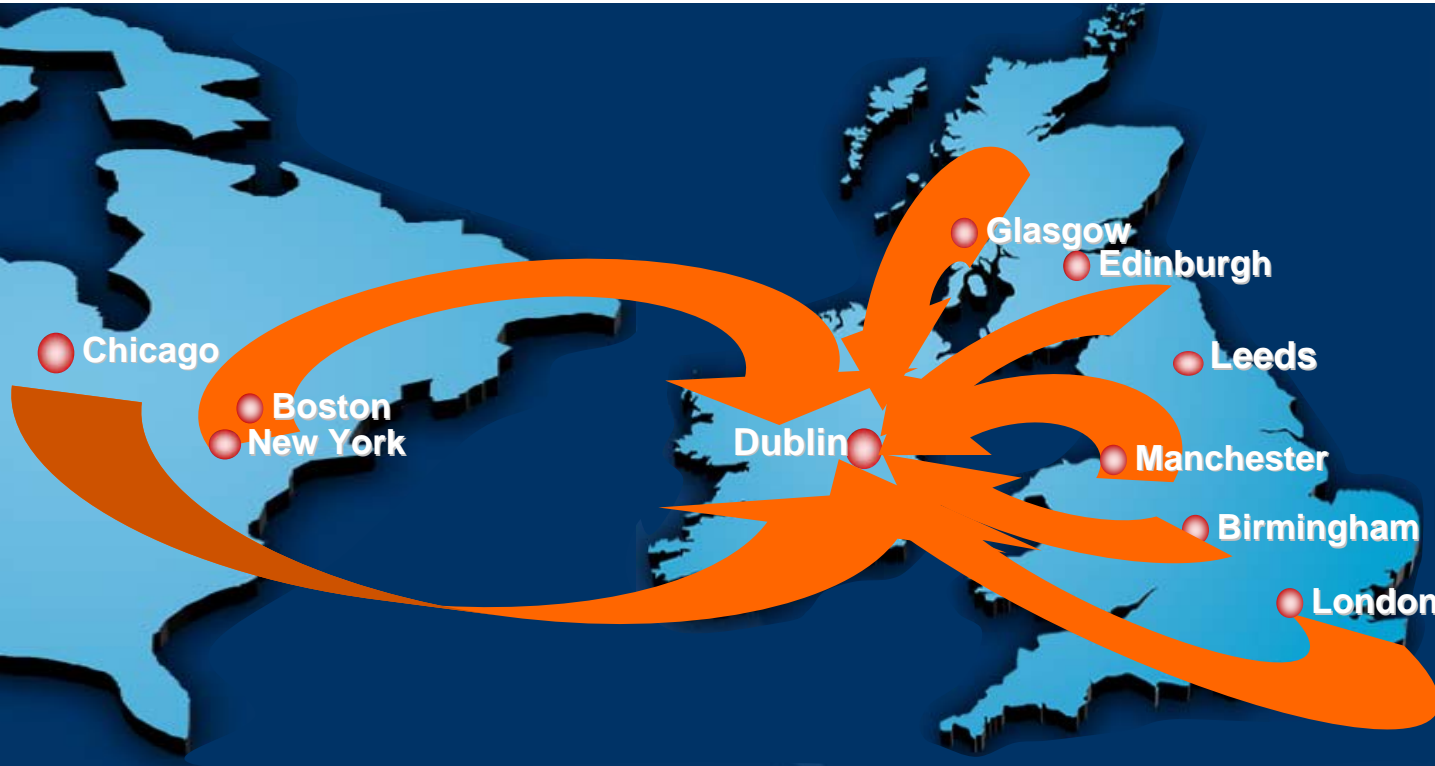 Glasgow
Edinburgh
Chicago
Leeds
Boston
New York
Dublin
Manchester
Birmingham
London